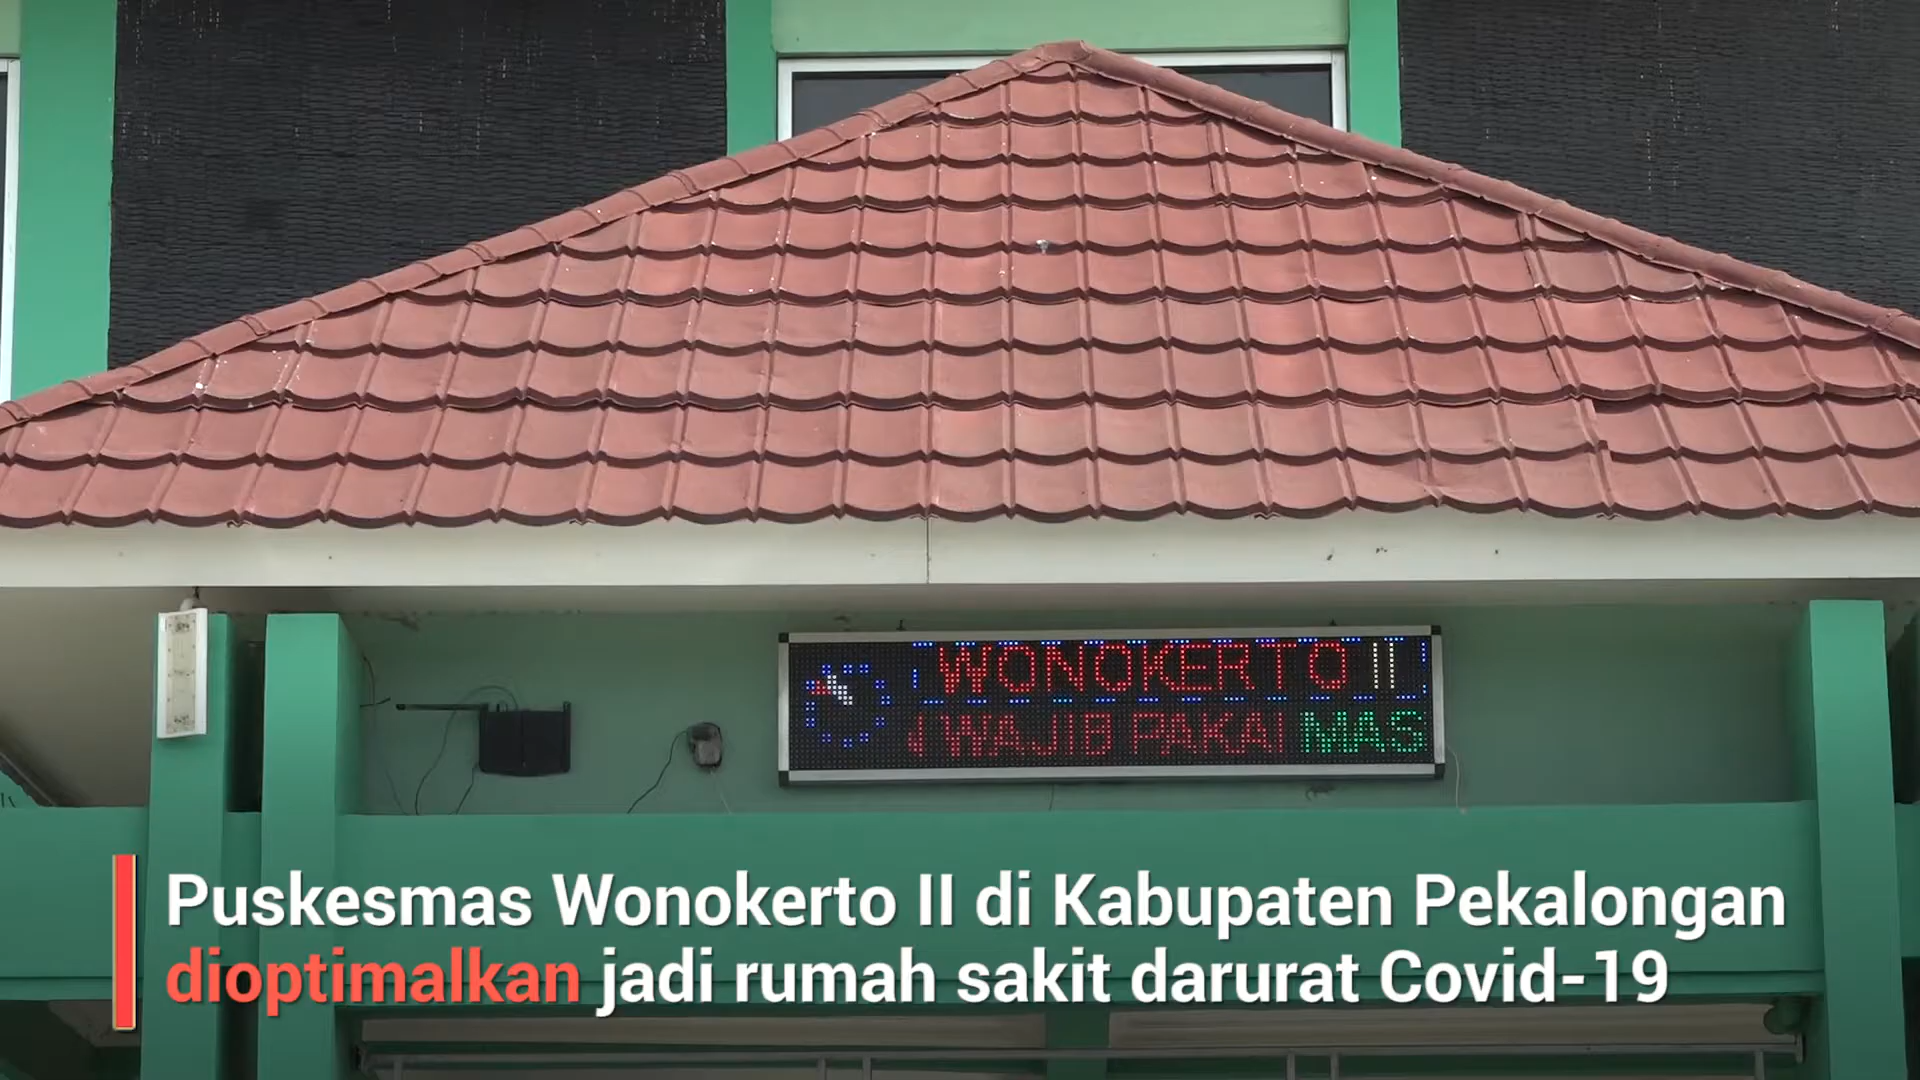 WONOKERTO II
WAJIB PAKAI MAS
Puskesmas Wonokerto II di Kabupaten Pekalongan
dioptimalkan jadi rumah sakit darurat Covid-19